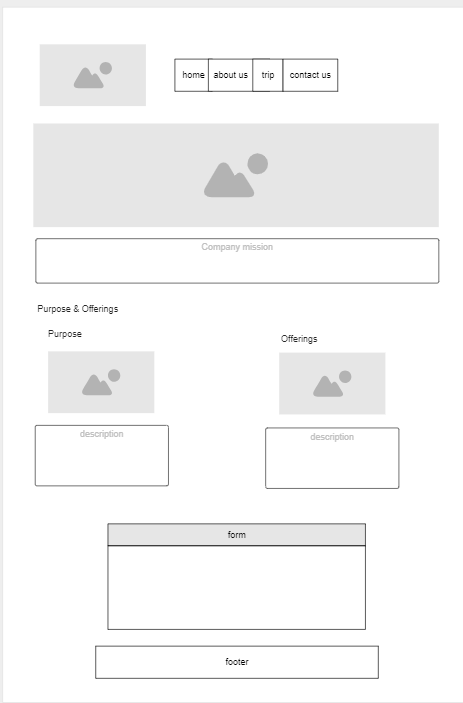 home about us trip contact us
Company mission
Purpose & Offerings
Purpose
Offerings
description
description
form
footer